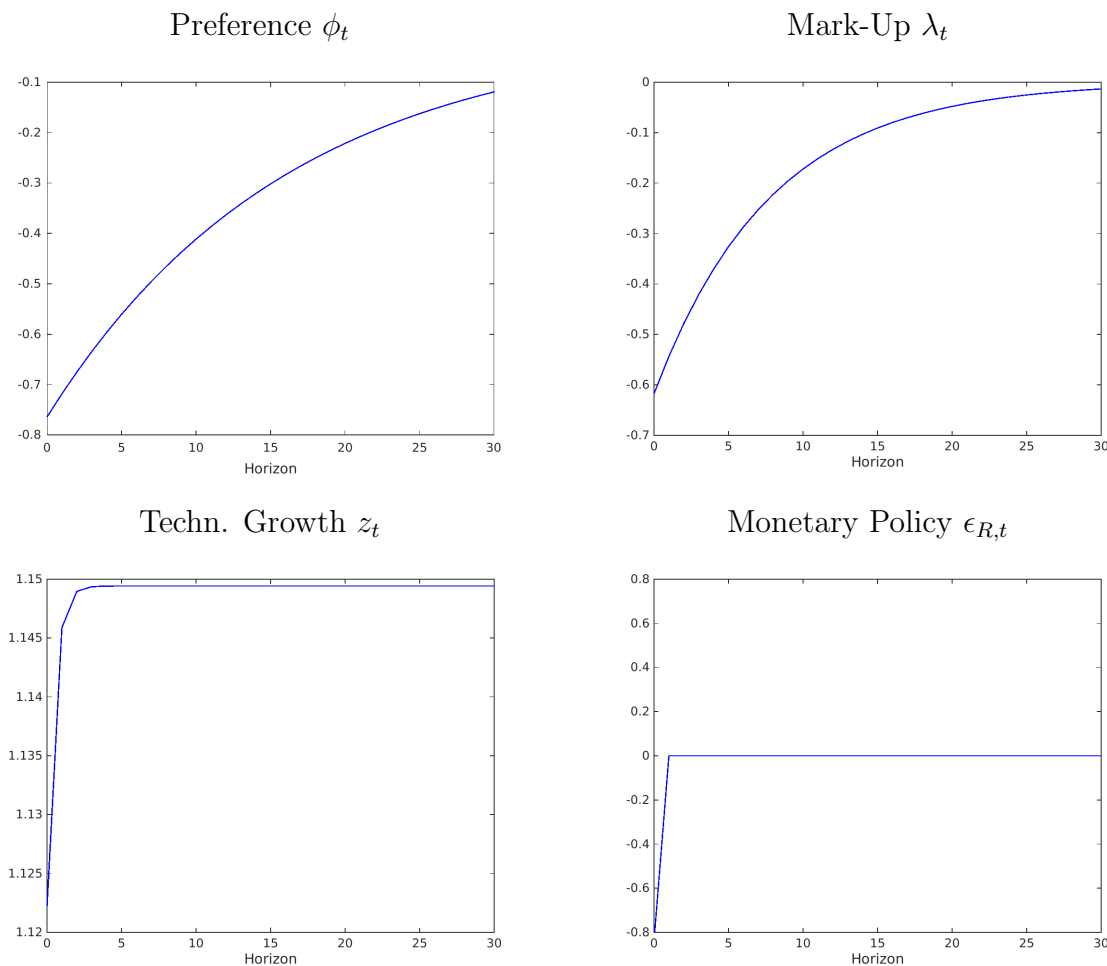 Preference ϕ_t
Mark-Up λ_t
-0.1
-0.2
-0.3
-0.4
-0.5
-0.6
-0.7
-0.8
0 5 10 15 20 25 30
Horizon
0
-0.1
-0.2
-0.3
-0.4
-0.5
-0.6
-0.7
0 5 10 15 20 25 30
Horizon
Techn. Growth z_t
Monetary Policy ϵ_{R,t}
1.15
1.145
1.14
1.135
1.13
1.125
1.12
0 5 10 15 20 25 30
Horizon
0.8
0.6
0.4
0.2
0
-0.2
-0.4
-0.6
-0.8
0 5 10 15 20 25 30
Horizon